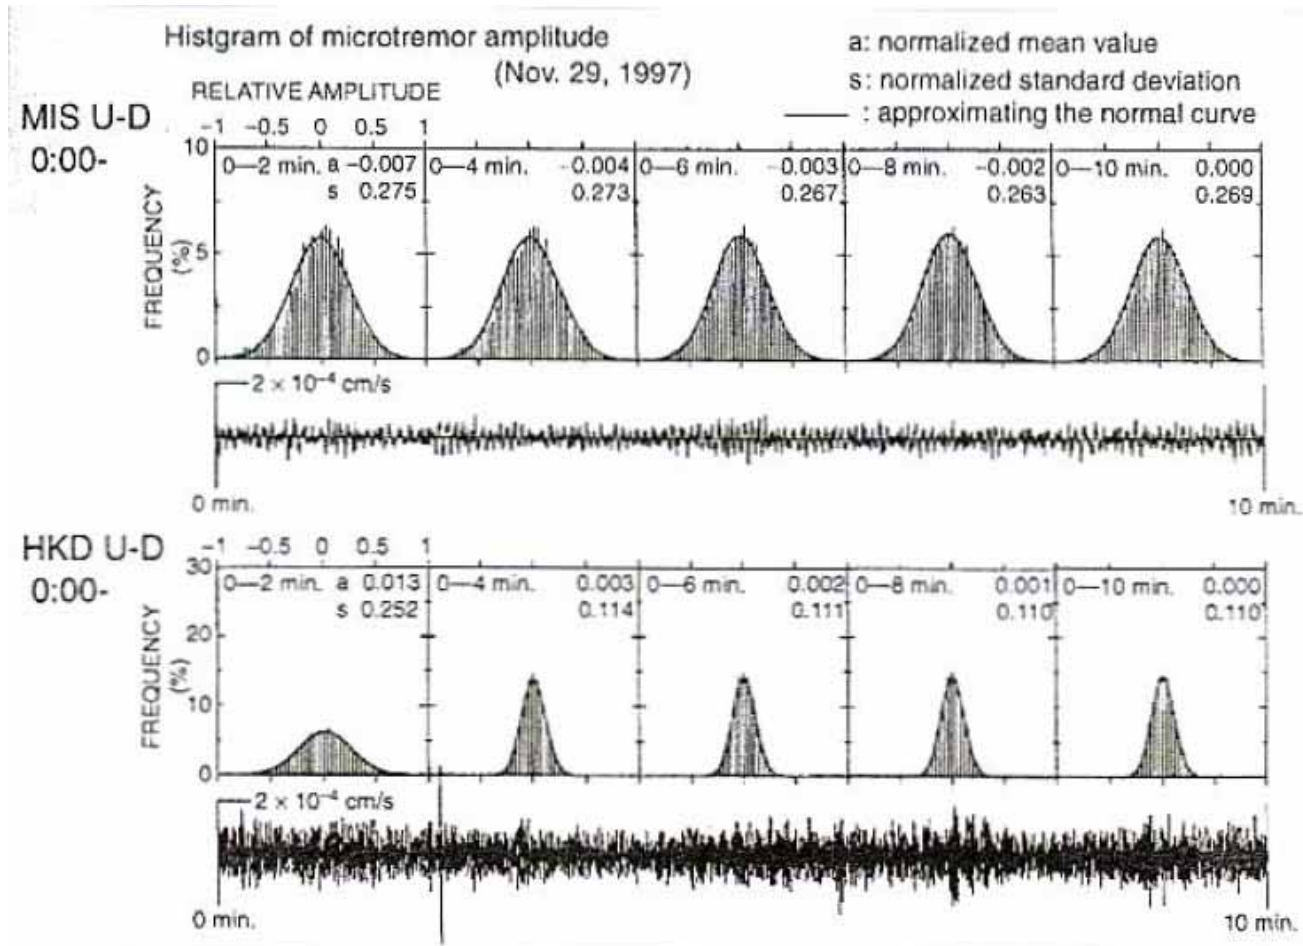 Histgram of microtremor amplitude
(Nov. 29, 1997)
a: normalized mean value
s: normalized standard deviation
: approximating the normal curve
RELATIVE AMPLITUDE
MIS U-D
0:00-
-1 -0.5 0 0.5 1
10
5
0
FREQUENCY
(%)
0—2 min. a -0.007
s 0.275
0—4 min. -0.004
0.273
0—6 min. -0.003
0.267
0—8 min. -0.002
0.263
0—10 min. 0.000
0.269
2 × 10⁻⁴ cm/s
0 min.
10 min.
HKD U-D
0:00-
-1 -0.5 0 0.5 1
30
20
10
0
FREQUENCY
(%)
0—2 min. a 0.013
s 0.252
0—4 min. 0.003
0.114
0—6 min. 0.002
0.111
0—8 min. 0.001
0.110
0—10 min. 0.000
0.110
2 × 10⁻⁴ cm/s
0 min.
10 min.